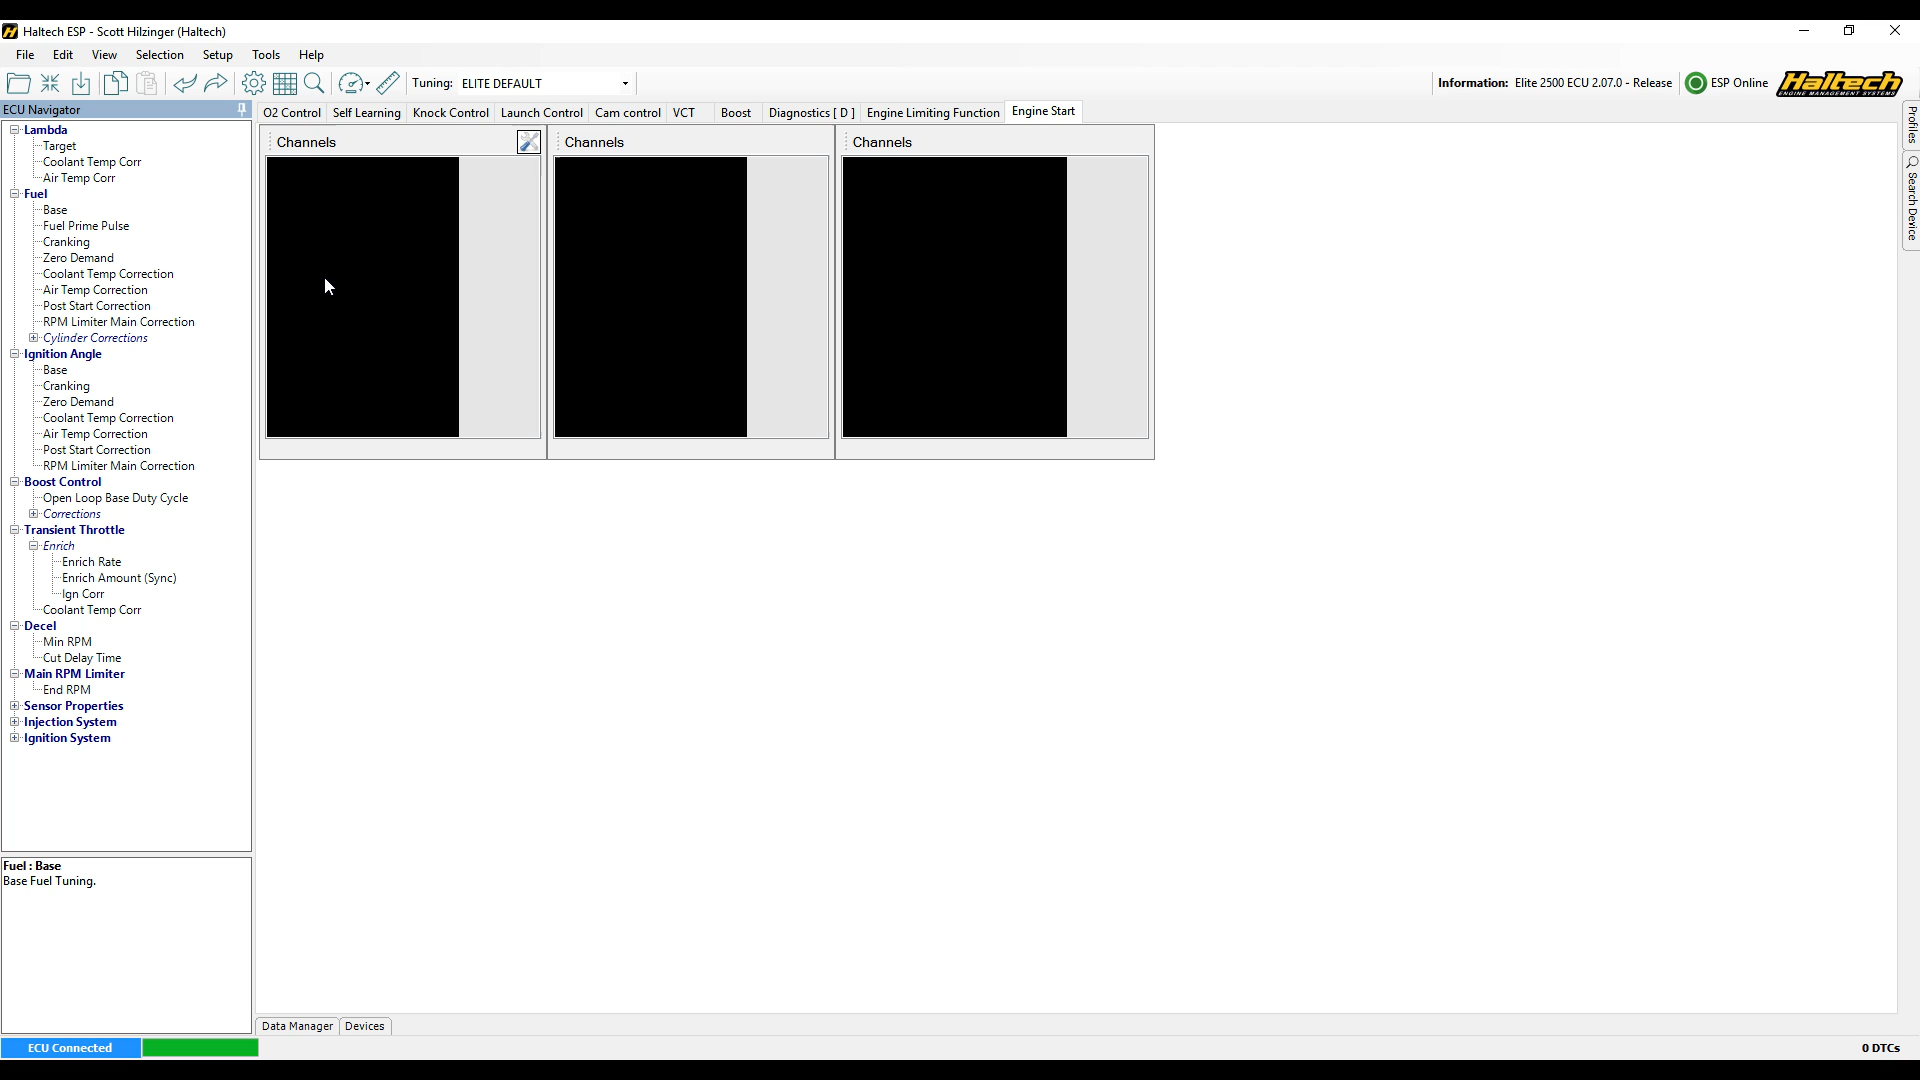 Haltech ESP - Scott Hilzinger (Haltech)
File Edit View Selection Setup Tools Help
Tuning: ELITE DEFAULT
Information: Elite 2500 ECU 2.07.0 - Release
ESP Online
Haltech
ENGINE MANAGEMENT SYSTEMS
ECU Navigator
O2 Control Self Learning Knock Control Launch Control Cam control VCT Boost Diagnostics [ D ] Engine Limiting Function Engine Start
Lambda
Target
Coolant Temp Corr
Air Temp Corr
Fuel
Base
Fuel Prime Pulse
Cranking
Zero Demand
Coolant Temp Correction
Air Temp Correction
Post Start Correction
RPM Limiter Main Correction
Cylinder Corrections
Ignition Angle
Base
Cranking
Zero Demand
Coolant Temp Correction
Air Temp Correction
Post Start Correction
RPM Limiter Main Correction
Boost Control
Open Loop Base Duty Cycle
Corrections
Transient Throttle
Enrich
Enrich Rate
Enrich Amount (Sync)
Ign Corr
Coolant Temp Corr
Decel
Min RPM
Cut Delay Time
Main RPM Limiter
End RPM
Sensor Properties
Injection System
Ignition System
Fuel : Base
Base Fuel Tuning.
Channels
Channels
Channels
Profiles
Search Device
Data Manager Devices
ECU Connected
0 DTCs